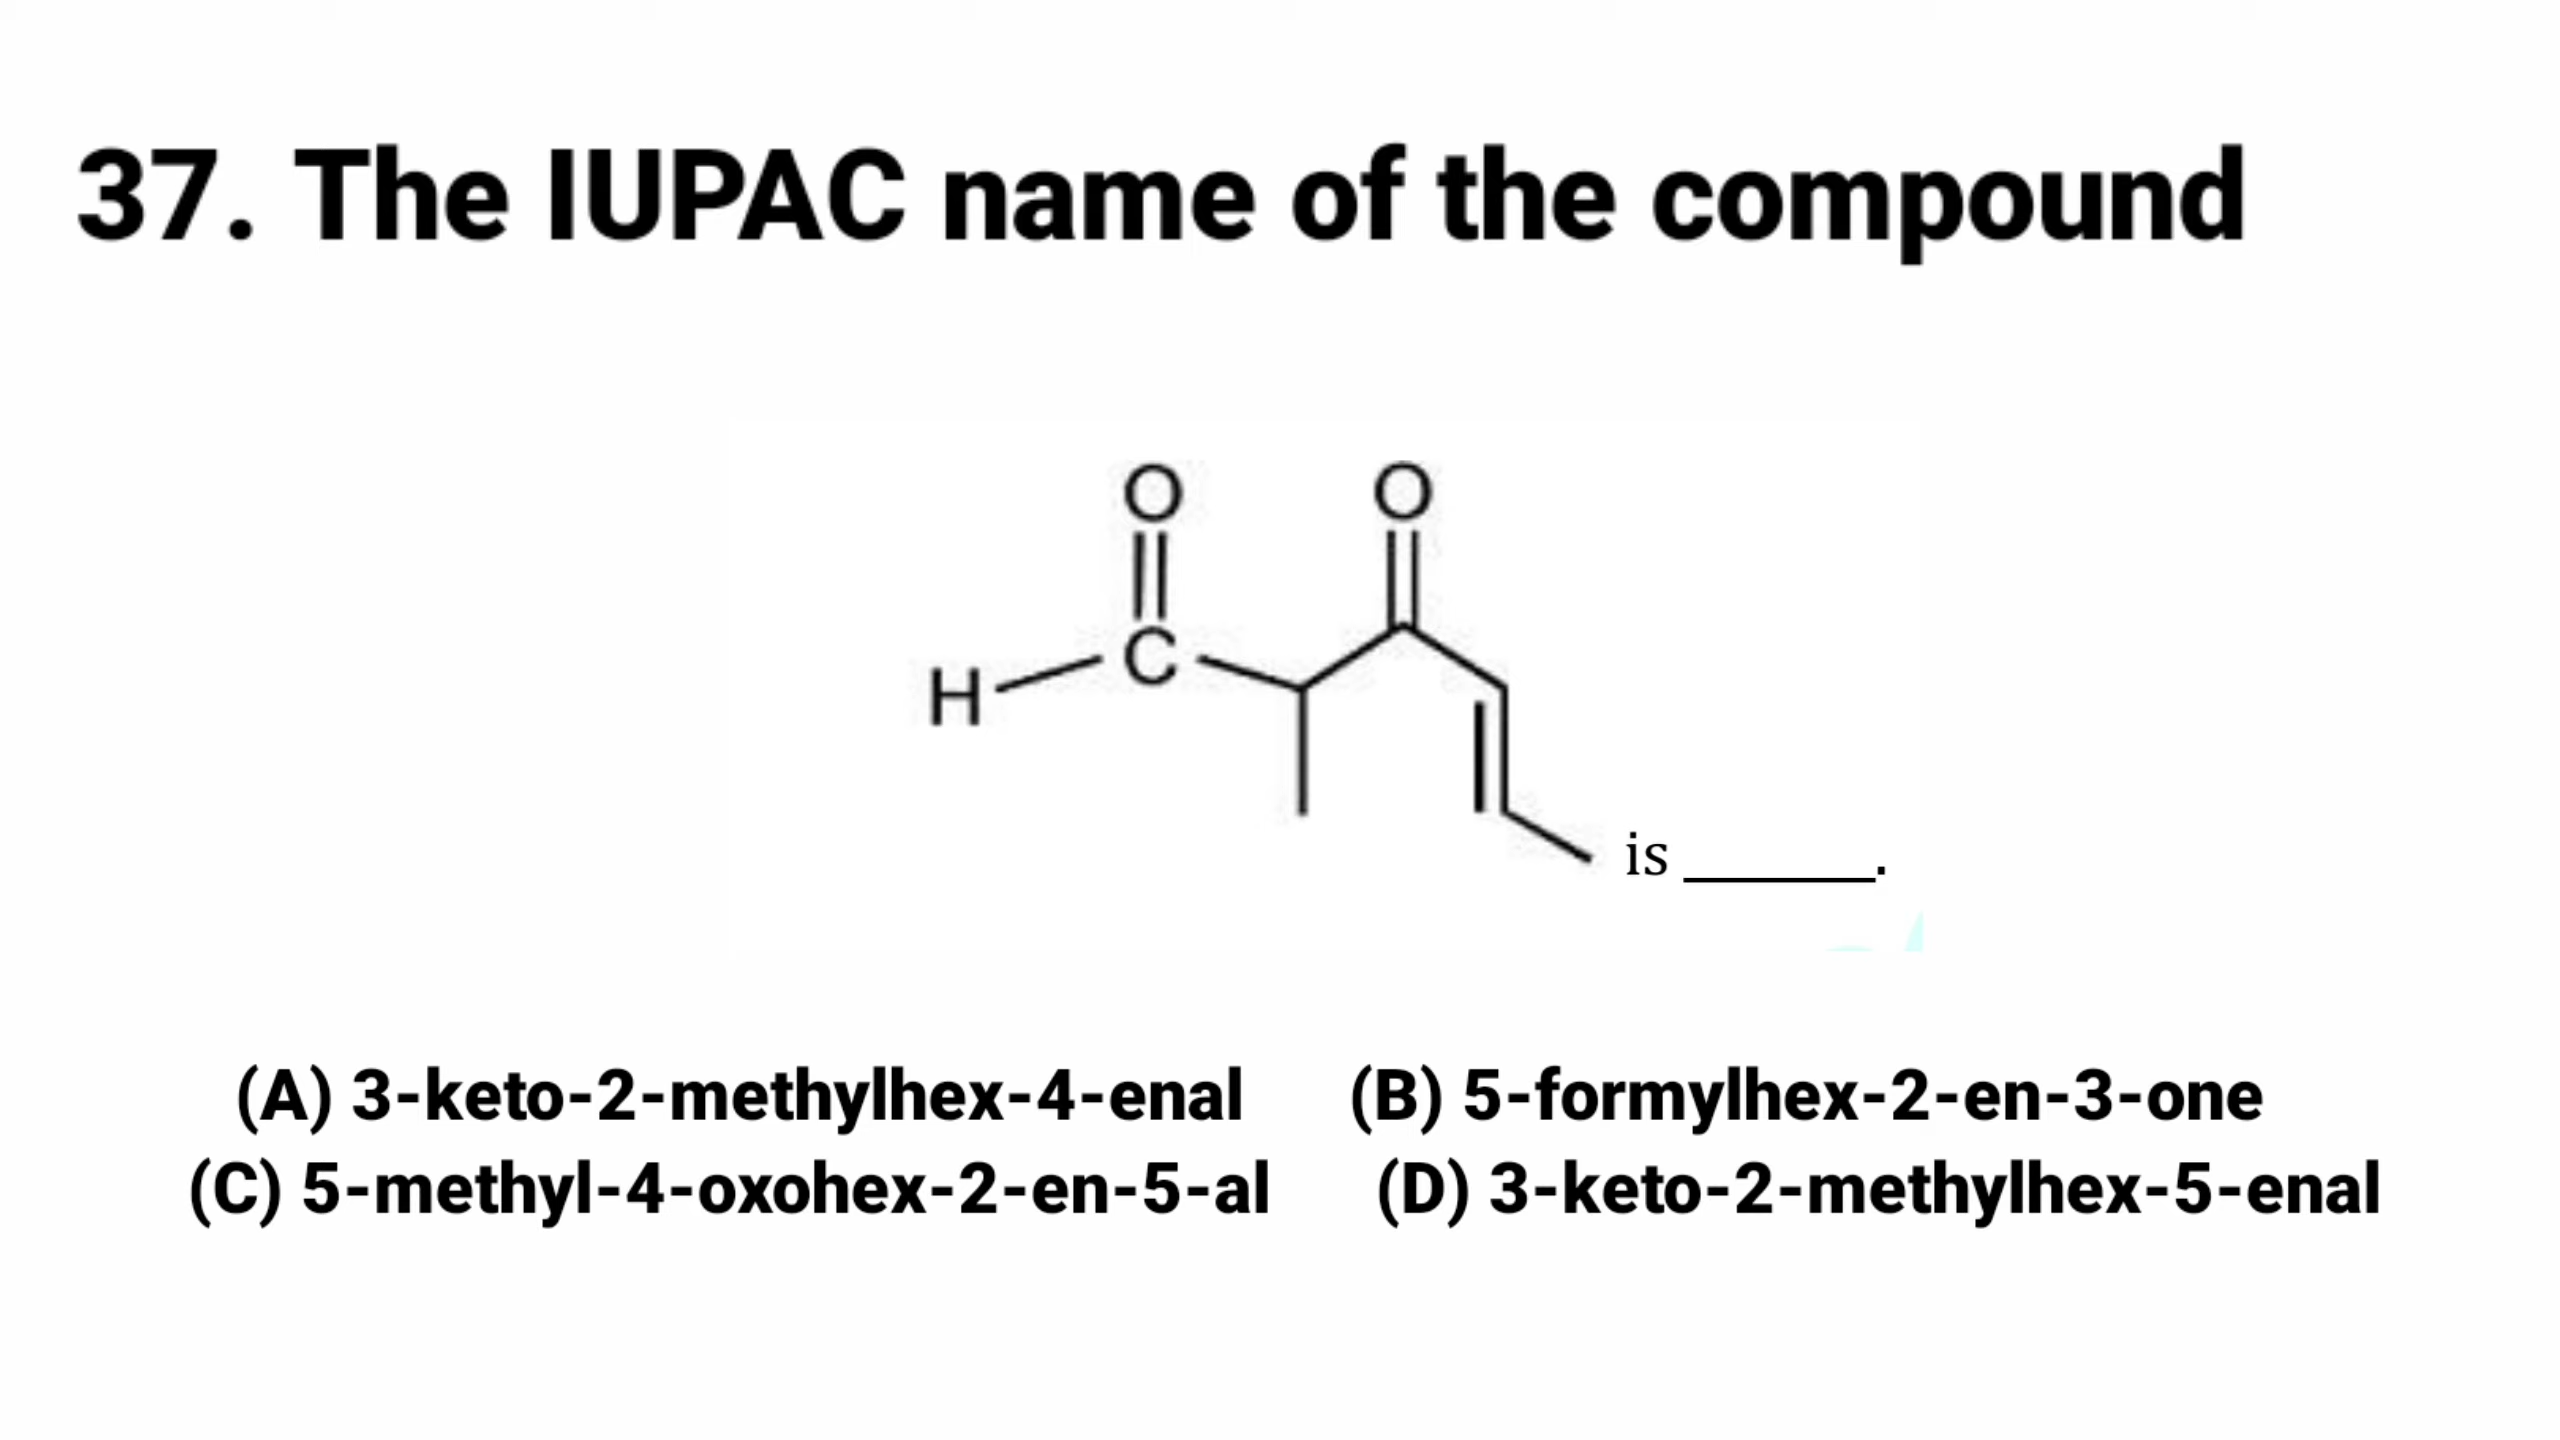 37. The IUPAC name of the compound
O O
C
H
is ______.
(A) 3-keto-2-methylhex-4-enal (B) 5-formylhex-2-en-3-one
(C) 5-methyl-4-oxohex-2-en-5-al (D) 3-keto-2-methylhex-5-enal